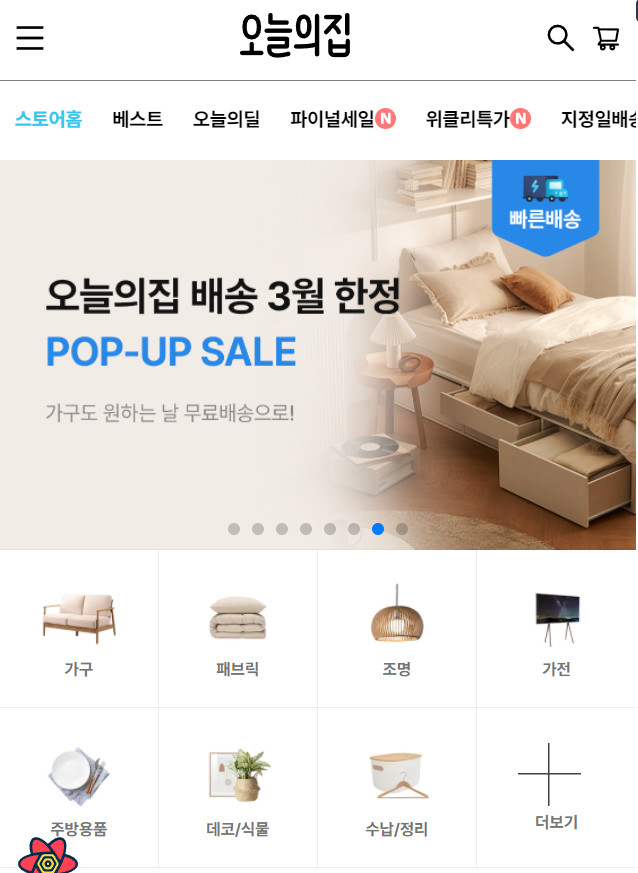 오늘의집
스토어홈 베스트 오늘의딜 파이널세일 N 위클리특가 N 지정일배송
빠른배송
오늘의집 배송 3월 한정
POP-UP SALE
가구도 원하는 날 무료배송으로!
가구 패브릭 조명 가전
주방용품 데코/식물 수납/정리 더보기